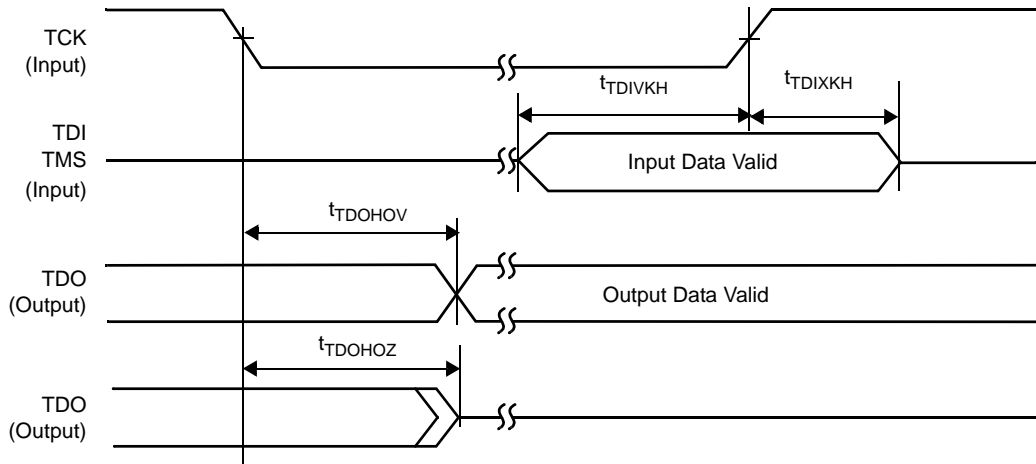 TCK
(Input)
tTDIVKH
tTDIXKH
TDI
TMS
(Input)
Input Data Valid
tTDOHOV
TDO
(Output)
Output Data Valid
tTDOHOZ
TDO
(Output)